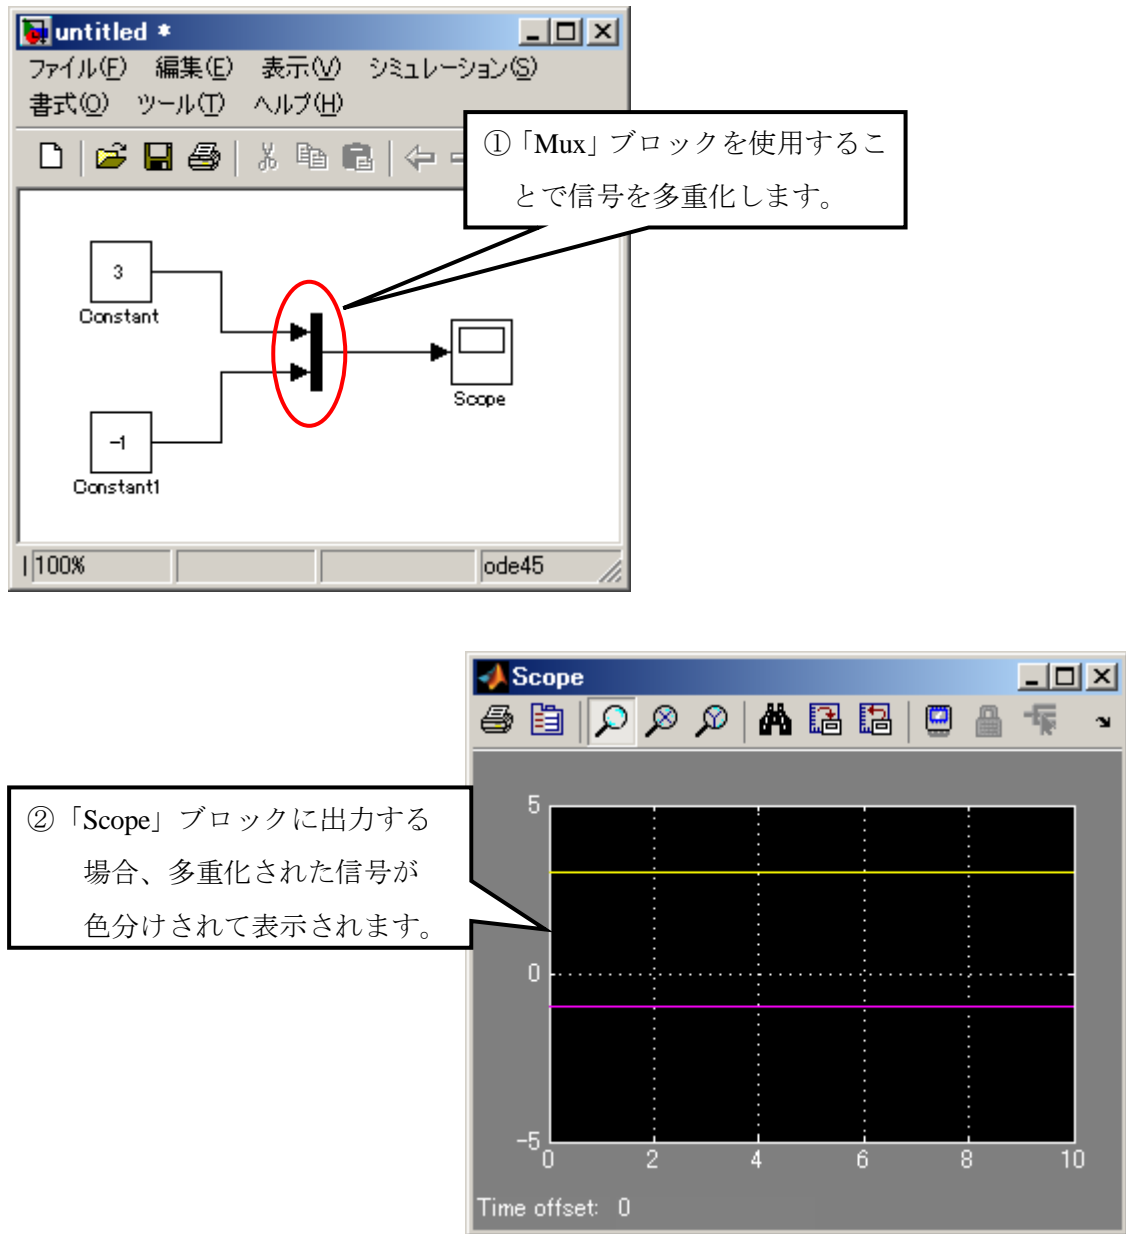 untitled *
ファイル(F) 編集(E) 表示(V) シミュレーション(S)
書式(O) ツール(T) ヘルプ(H)
①「Mux」ブロックを使用するこ
とで信号を多重化します。
3
Constant
Scope
-1
Constant1
100%
ode45
Scope
②「Scope」ブロックに出力する
場合、多重化された信号が
色分けされて表示されます。
5
0
-5
0 2 4 6 8 10
Time offset: 0